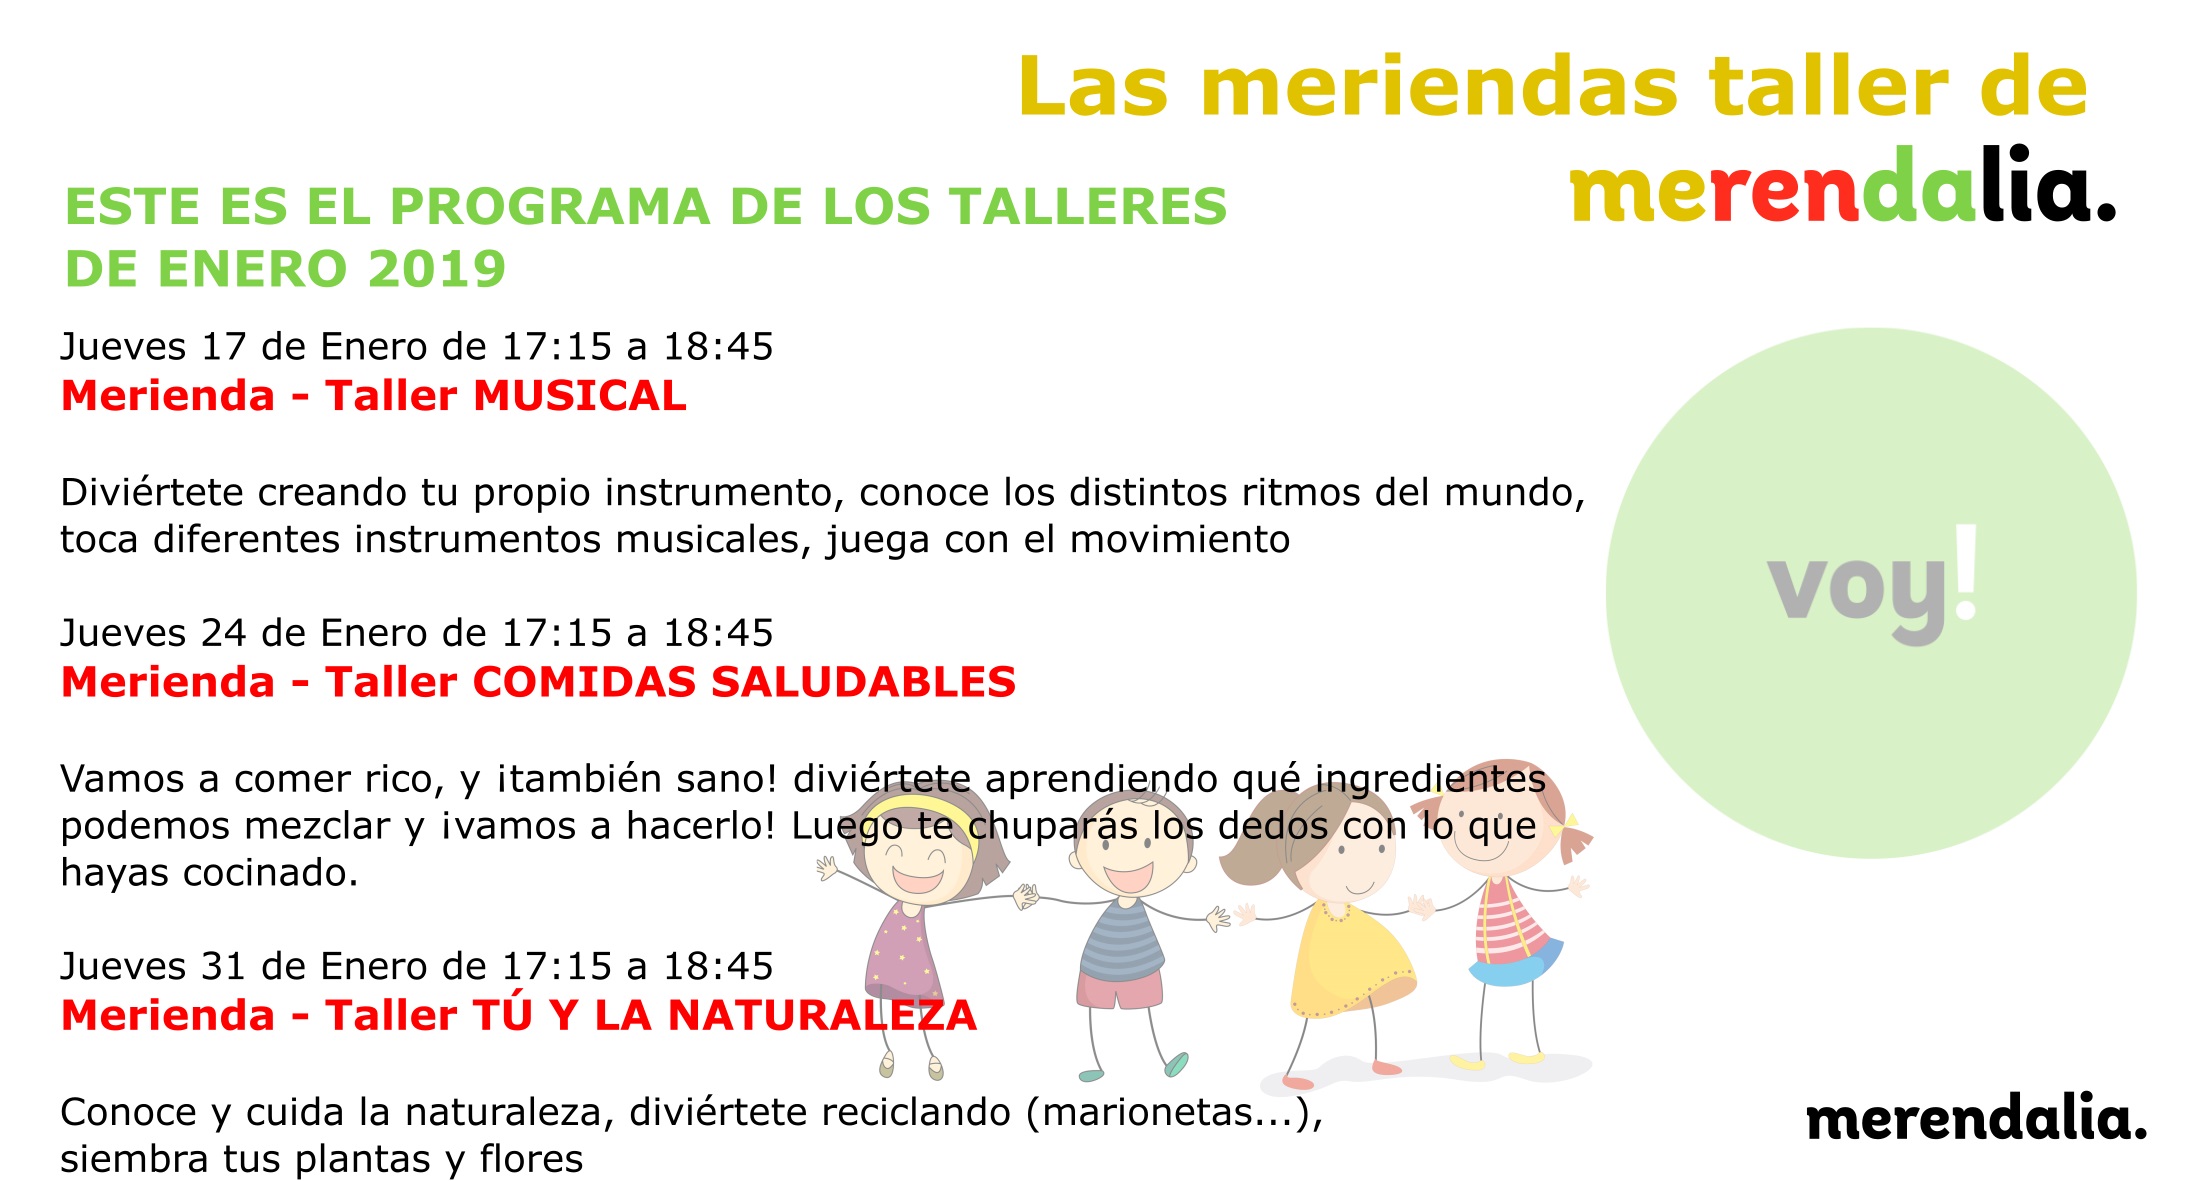 Las meriendas taller de
merendalia.
ESTE ES EL PROGRAMA DE LOS TALLERES
DE ENERO 2019
Jueves 17 de Enero de 17:15 a 18:45
Merienda - Taller MUSICAL
Diviértete creando tu propio instrumento, conoce los distintos ritmos del mundo,
toca diferentes instrumentos musicales, juega con el movimiento
voy!
Jueves 24 de Enero de 17:15 a 18:45
Merienda - Taller COMIDAS SALUDABLES
Vamos a comer rico, y ¡también sano! diviértete aprendiendo qué ingredientes
podemos mezclar y ¡vamos a hacerlo! Luego te chuparás los dedos con lo que
hayas cocinado.
Jueves 31 de Enero de 17:15 a 18:45
Merienda - Taller TÚ Y LA NATURALEZA
Conoce y cuida la naturaleza, diviértete reciclando (marionetas...),
siembra tus plantas y flores
merendalia.